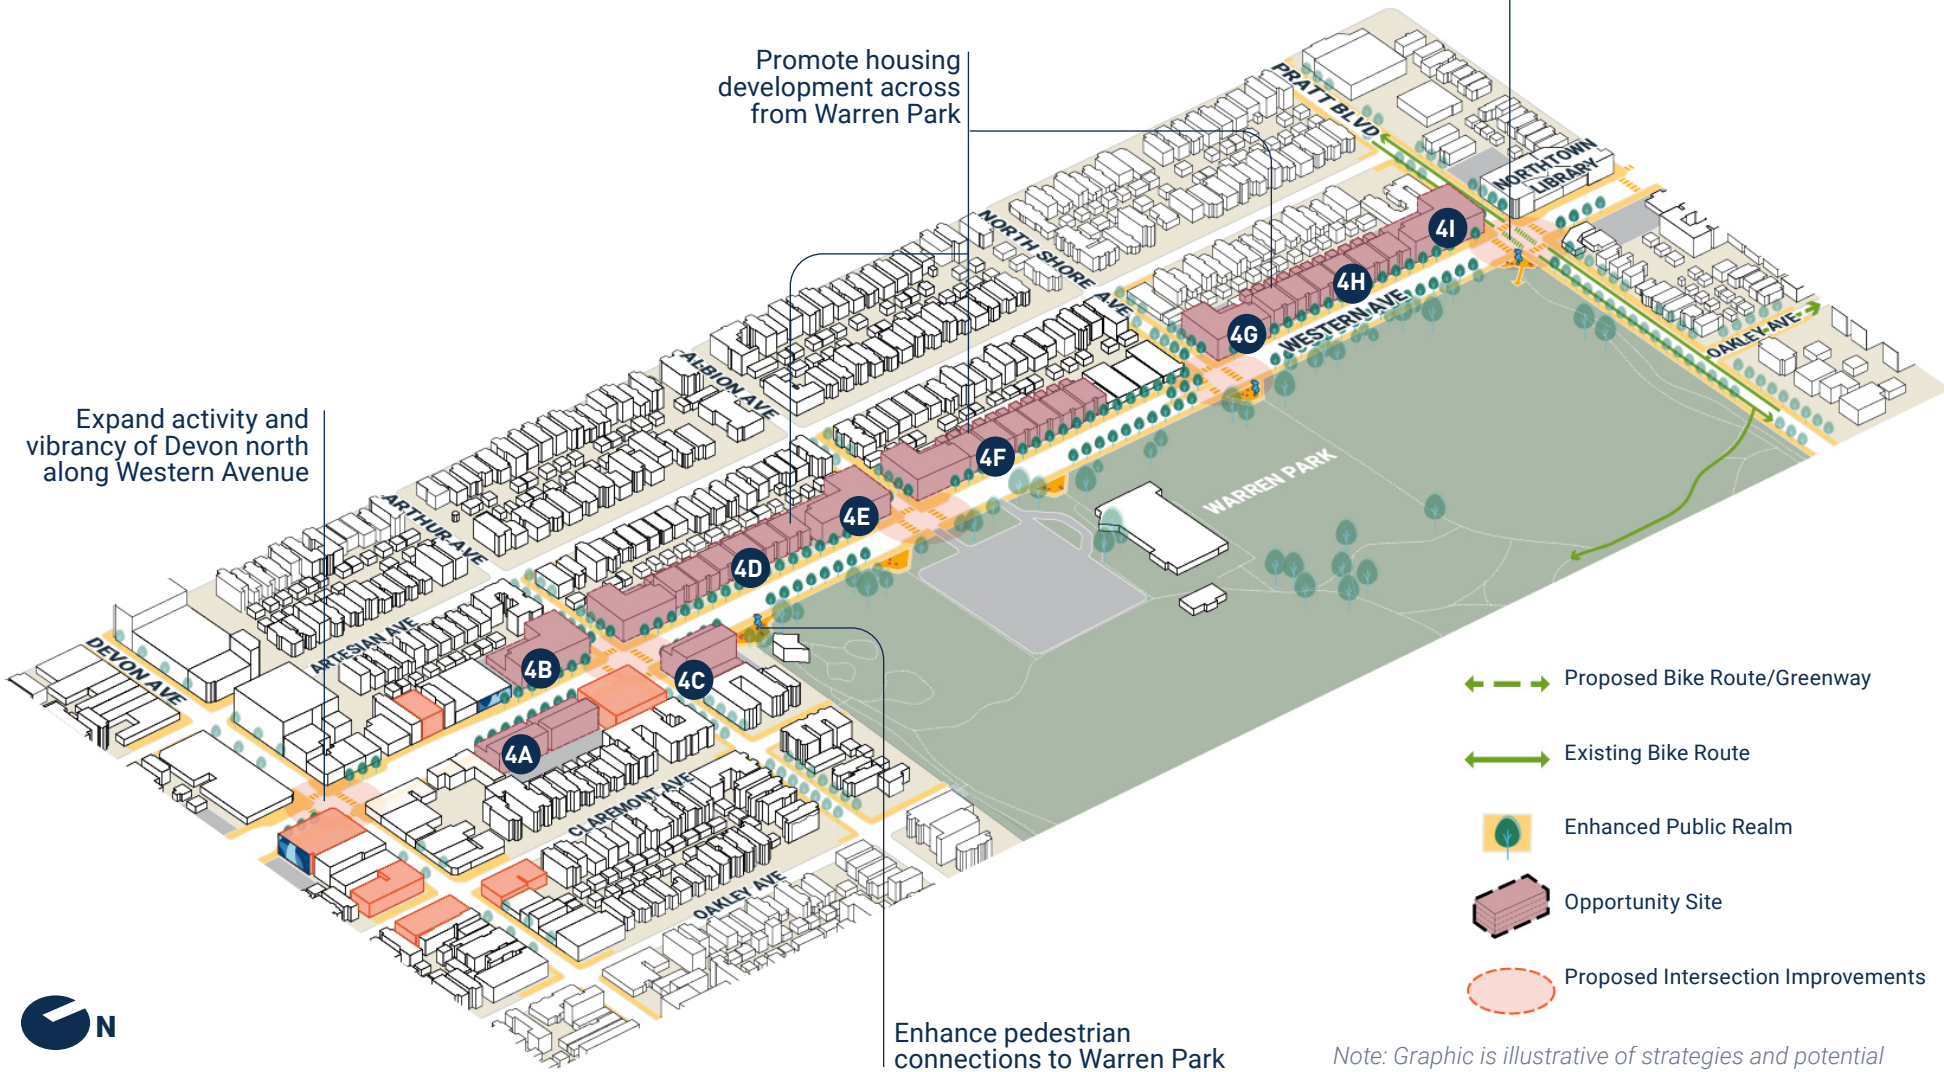 Promote housing
development across
from Warren Park
Expand activity and
vibrancy of Devon north
along Western Avenue
PRATT BLVD
NORTHTOWN
LIBRARY
NORTH SHORE AVE
WESTERN AVE
OAKLEY AVE
ALBION AVE
WARREN PARK
ARTHUR AVE
ARTESIAN AVE
DEVON AVE
CLAREMONT AVE
OAKLEY AVE
4I
4H
4G
4F
4E
4D
4B
4C
4A
Enhance pedestrian
connections to Warren Park
Proposed Bike Route/Greenway
Existing Bike Route
Enhanced Public Realm
Opportunity Site
Proposed Intersection Improvements
N
Note: Graphic is illustrative of strategies and potential